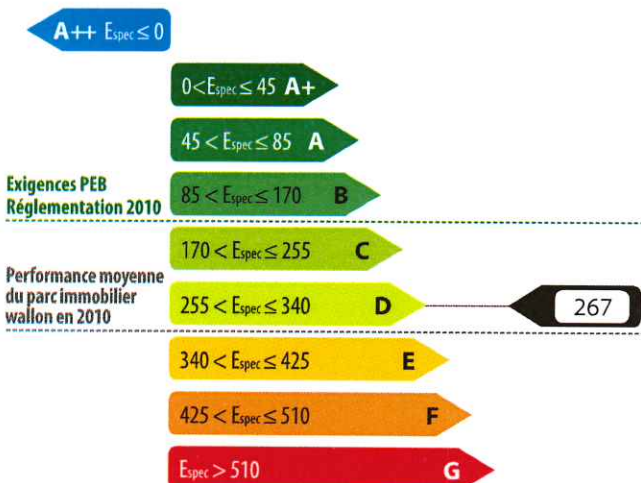 A++ Espec ≤ 0
0 < Espec ≤ 45 A+
45 < Espec ≤ 85 A
Exigences PEB
Réglementation 2010
85 < Espec ≤ 170 B
170 < Espec ≤ 255 C
Performance moyenne
du parc immobilier
wallon en 2010
255 < Espec ≤ 340 D
267
340 < Espec ≤ 425 E
425 < Espec ≤ 510 F
Espec > 510 G